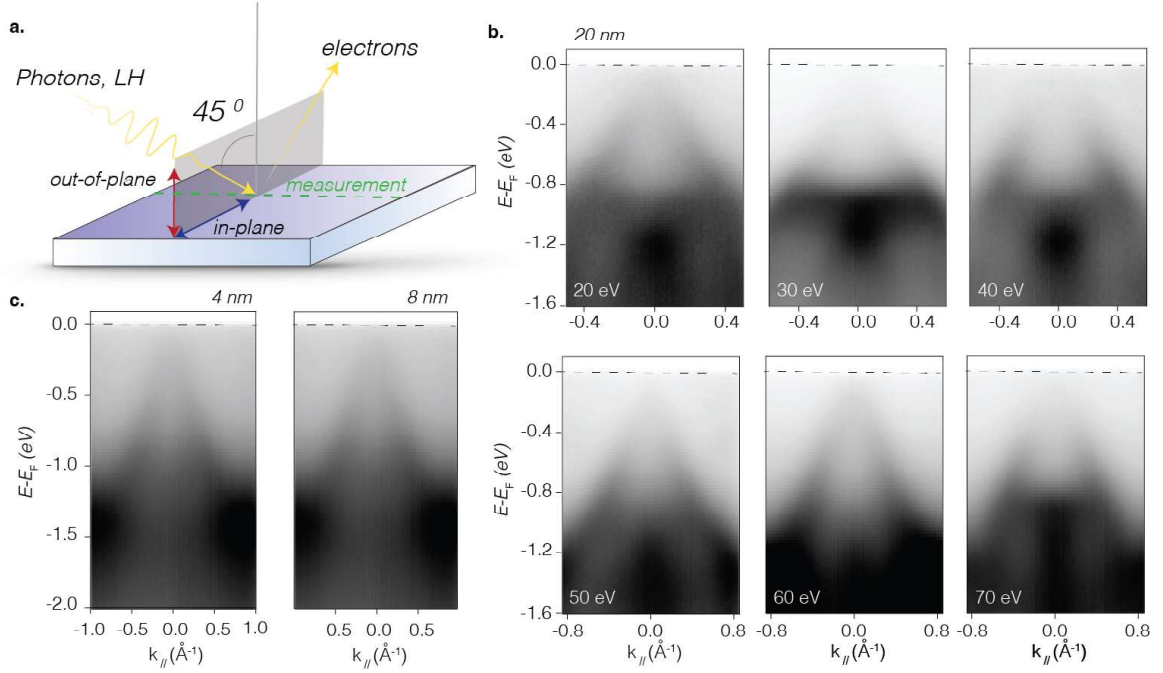 a.
Photons, LH
45 0
electrons
out-of-plane
measurement
in-plane
b.
20 nm
E-EF (eV)
0.0
-0.4
-0.8
-1.2
-1.6
20 eV
30 eV
40 eV
-0.4 0.0 0.4
-0.4 0.0 0.4
-0.4 0.0 0.4
E-EF (eV)
0.0
-0.4
-0.8
-1.2
-1.6
50 eV
60 eV
70 eV
-0.8 0.0 0.8
-0.8 0.0 0.8
-0.8 0.0 0.8
k//(Å-1)
k//(Å-1)
k//(Å-1)
c.
4 nm
8 nm
E-EF (eV)
0.0
-0.5
-1.0
-1.5
-2.0
-1.0 -0.5 0.0 0.5 1.0
0.5 0.0 0.5
k//(Å-1)
k//(Å-1)